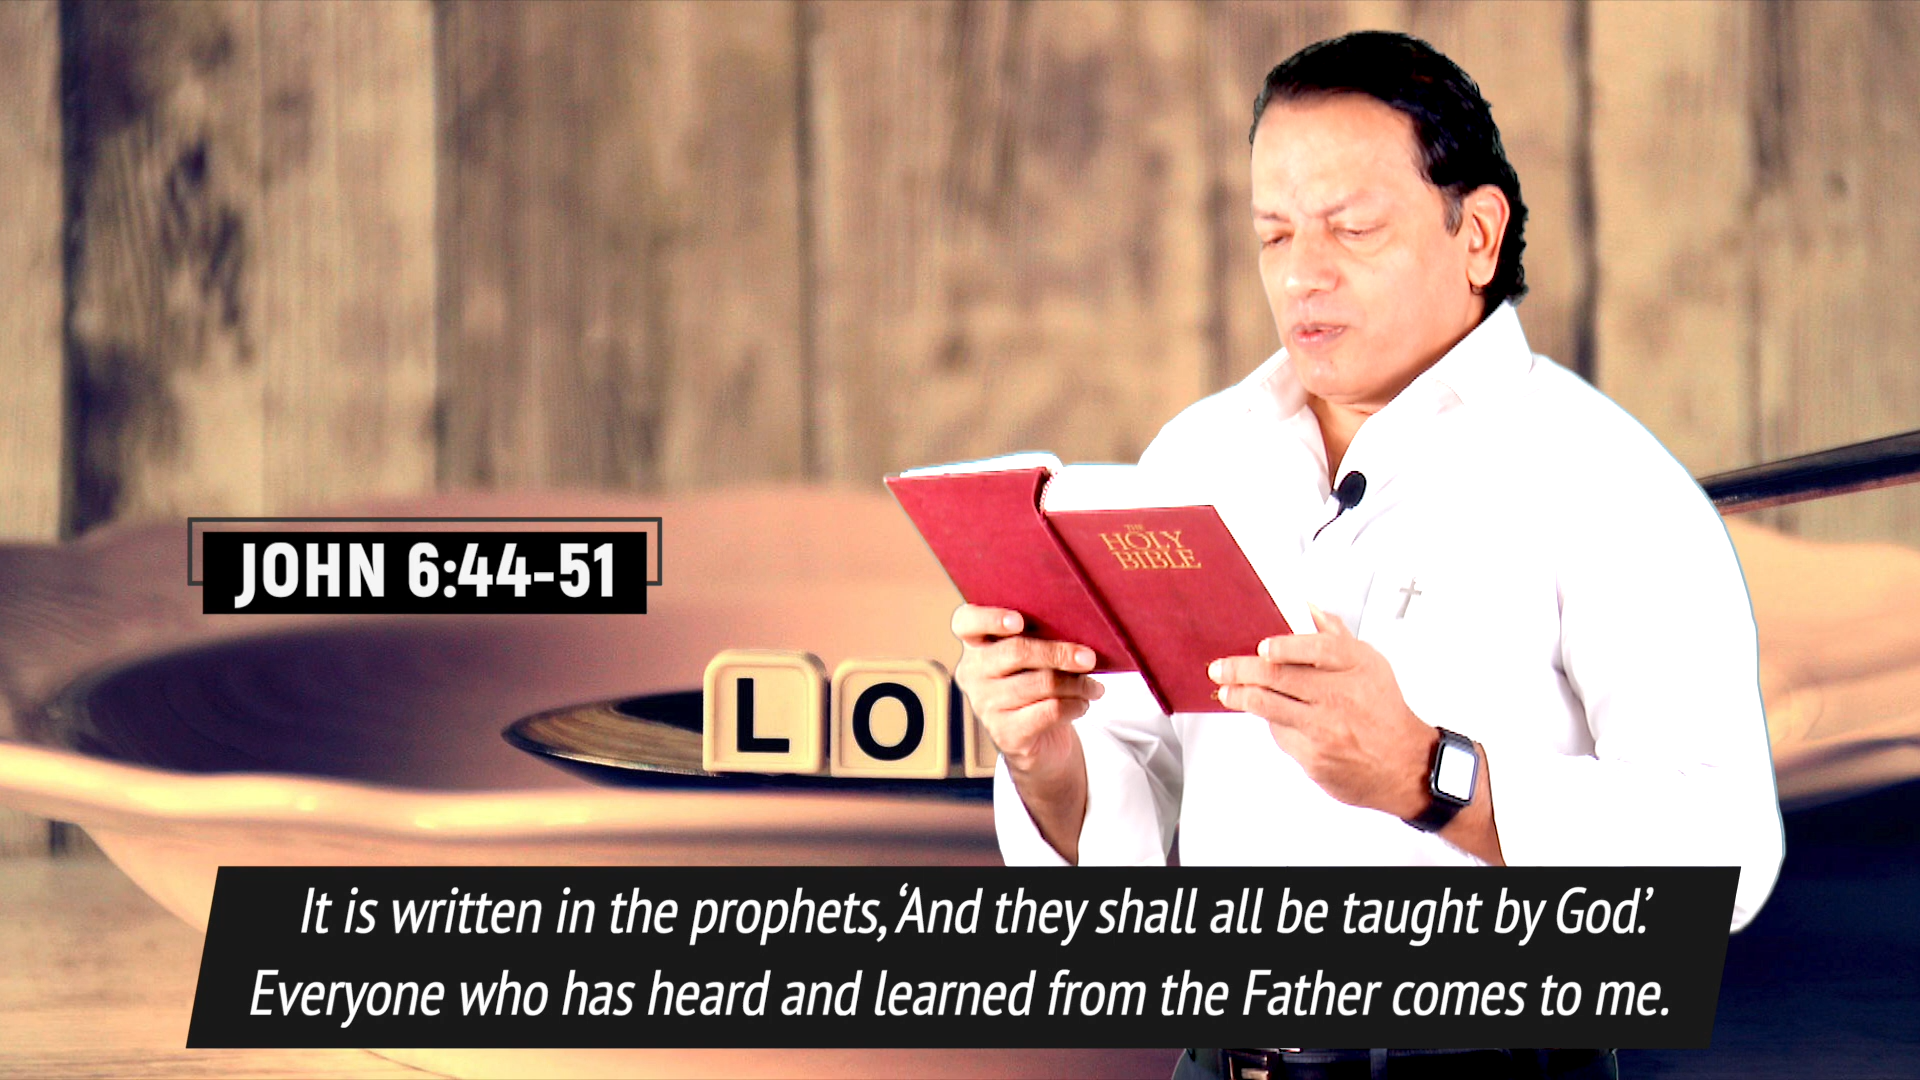 JOHN 6:44-51
THE
HOLY
BIBLE
L O
It is written in the prophets, ‘And they shall all be taught by God.’
Everyone who has heard and learned from the Father comes to me.